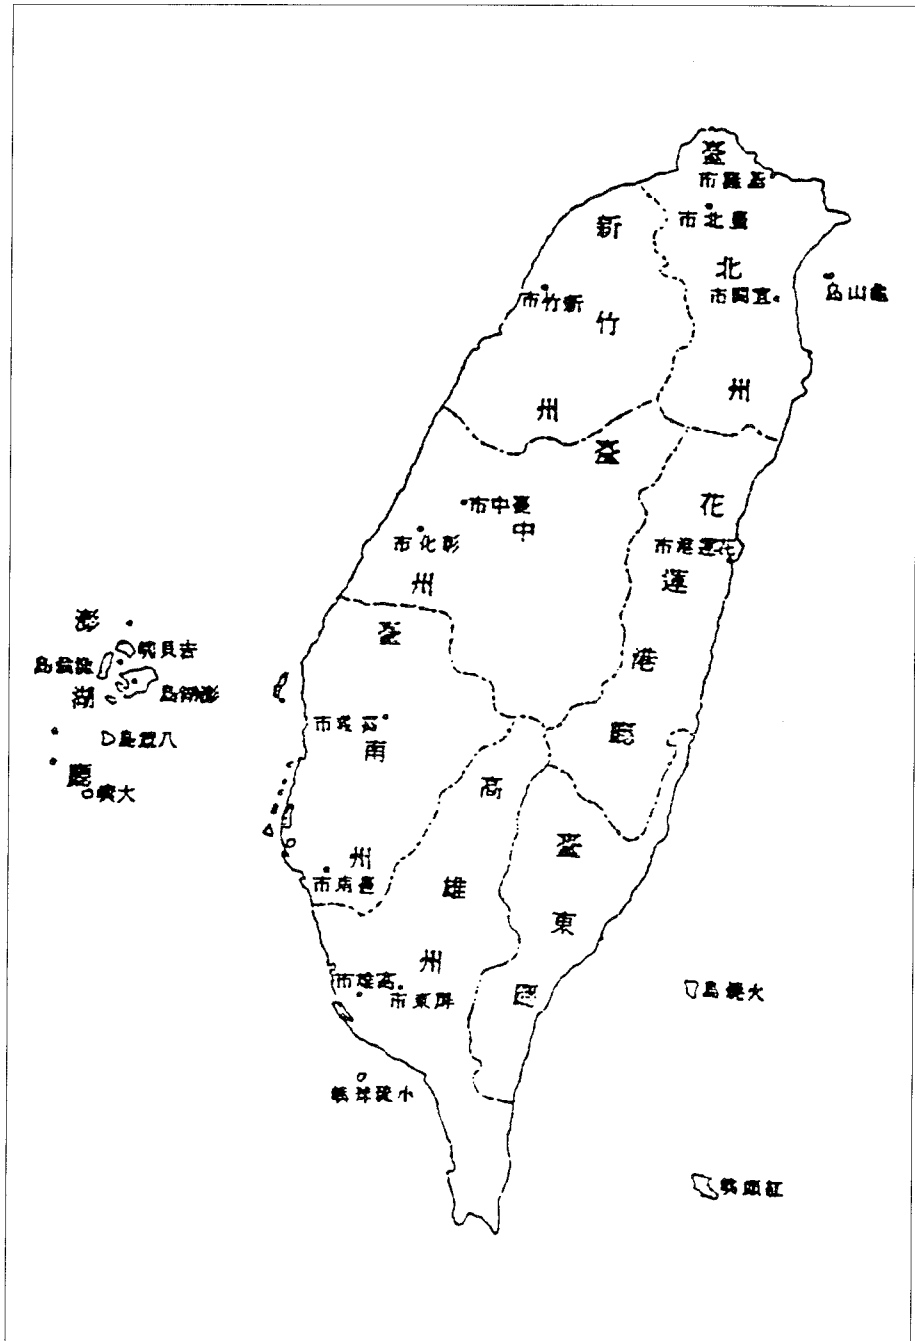 臺北州
基隆市
臺北市
宜蘭市
龜山島
新竹州
新竹市
臺中州
臺中市
彰化市
花蓮港廳
花蓮港市
澎湖廳
吉貝嶼
漁翁島
澎湖島
八罩島
大嶼
臺南州
嘉義市
臺南市
高雄州
高雄市
屏東市
臺東廳
火燒島
小琉球嶼
紅頭嶼